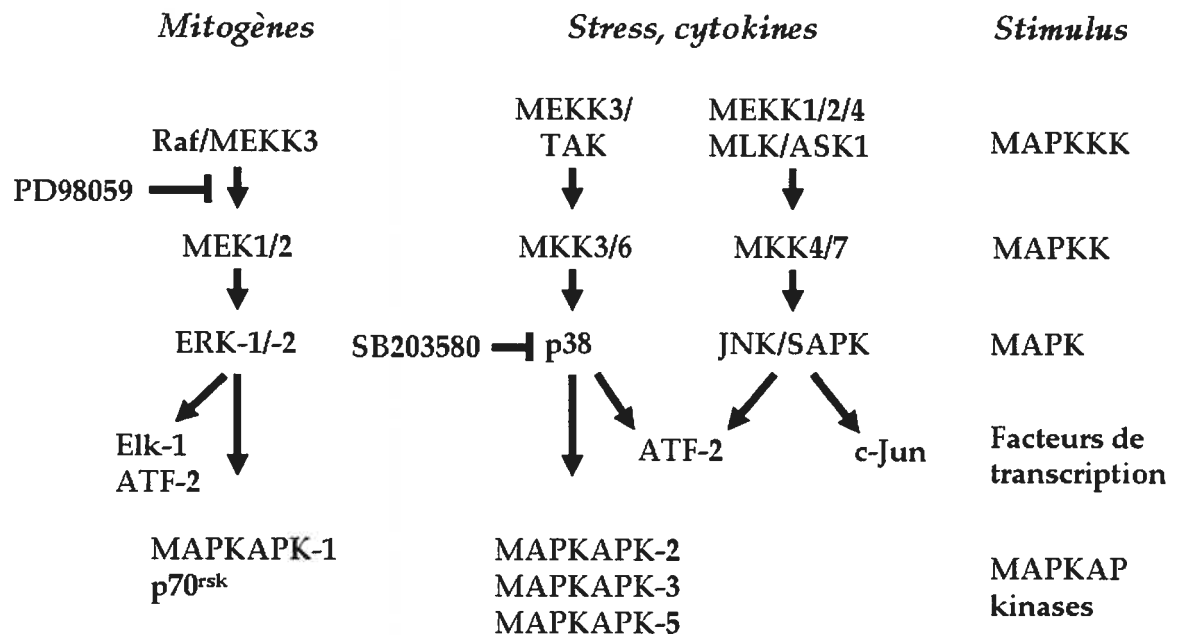 Mitogènes Stress, cytokines Stimulus
MEKK3/ MEKK1/2/4
Raf/MEKK3 TAK MLK/ASK1 MAPKKK
PD98059
MEK1/2 MKK3/6 MKK4/7 MAPKK
ERK-1/-2 SB203580 p38 JNK/SAPK MAPK
Elk-1 ATF-2 c-Jun Facteurs de
ATF-2 transcription
MAPKAPK-1 MAPKAPK-2
p70rsk MAPKAPK-3 MAPKAP
MAPKAPK-5 kinases